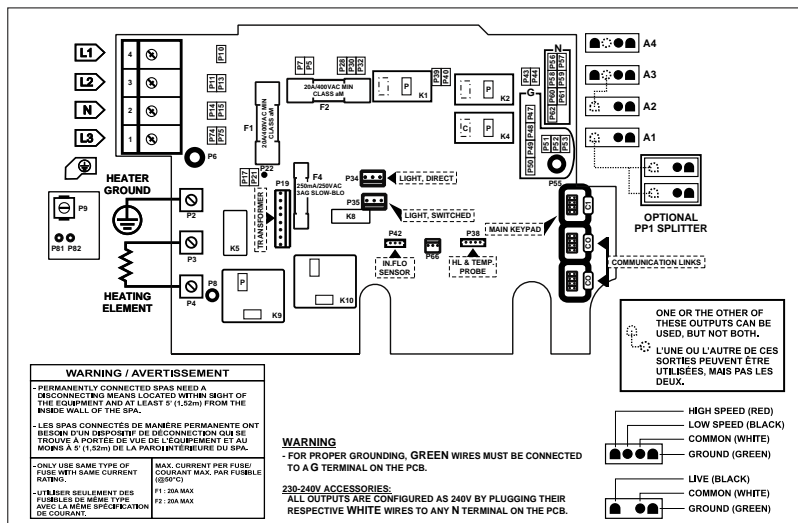 L1
L2
N
L3
4
3
2
1
P10
P11
P13
P14
P15
P74
P75
P6
P17
P21
P22
F1
20A/400VAC MIN
CLASS aM
P7
P5
P28
P30
P32
20A/400VAC MIN
CLASS aM
F2
P
K1
P39
P40
P
K2
C
P
K4
P43
P44
G
P47
P48
P49
P50
P51
P52
P53
P55
N
P56
P57
P58
P59
P60
P61
P62
A4
A3
A2
A1
OPTIONAL
PP1 SPLITTER
HEATER
GROUND
P9
P81
P82
P2
P3
P4
P8
HEATING
ELEMENT
K5
P
K9
K10
TRANSFORMER
P19
F4
250mA/250VAC
3AG SLOW-BLO
P34
LIGHT, DIRECT
P35
LIGHT, SWITCHED
K8
P42
IN.FLO
SENSOR
P66
P38
HL & TEMP.
PROBE
MAIN KEYPAD
C1
CO
CO
COMMUNICATION LINKS
ONE OR THE OTHER OF
THESE OUTPUTS CAN BE
USED, BUT NOT BOTH.
L'UNE OU L'AUTRE DE CES
SORTIES PEUVENT ÊTRE
UTILISÉES, MAIS PAS LES
DEUX.
WARNING / AVERTISSEMENT
- PERMANENTLY CONNECTED SPAS NEED A
DISCONNECTING MEANS LOCATED WITHIN SIGHT OF
THE EQUIPMENT AND AT LEAST 5' (1,52m) FROM THE
INSIDE WALL OF THE SPA.
- LES SPAS CONNECTÉS DE MANIÈRE PERMANENTE ONT
BESOIN D'UN DISPOSITIF DE DÉCONNECTION QUI SE
TROUVE À PORTÉE DE VUE DE L'ÉQUIPEMENT ET AU
MOINS À 5' (1,52m) DE LA PAROI INTÉRIEURE DU SPA.
- ONLY USE SAME TYPE OF
FUSE WITH SAME CURRENT
RATING.
- UTILISER SEULEMENT DES
FUSIBLES DE MÊME TYPE
AVEC LA MÊME SPÉCIFICATION
DE COURANT.
MAX. CURRENT PER FUSE/
COURANT MAX. PAR FUSIBLE
(@50°C)
F1 : 20A MAX
F2 : 20A MAX
WARNING
- FOR PROPER GROUNDING, GREEN WIRES MUST BE CONNECTED
TO A G TERMINAL ON THE PCB.
230-240V ACCESSORIES:
ALL OUTPUTS ARE CONFIGURED AS 240V BY PLUGGING THEIR
RESPECTIVE WHITE WIRES TO ANY N TERMINAL ON THE PCB.
HIGH SPEED (RED)
LOW SPEED (BLACK)
COMMON (WHITE)
GROUND (GREEN)
LIVE (BLACK)
COMMON (WHITE)
GROUND (GREEN)